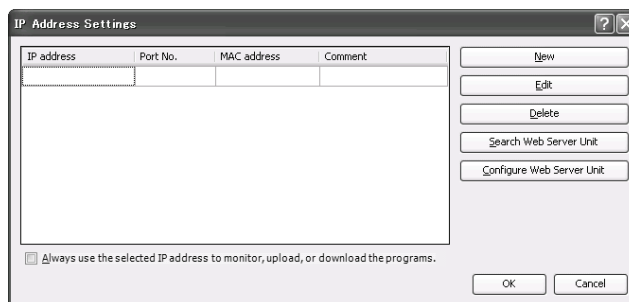 IP Address Settings
IP address Port No. MAC address Comment
New
Edit
Delete
Search Web Server Unit
Configure Web Server Unit
Always use the selected IP address to monitor, upload, or download the programs.
OK Cancel